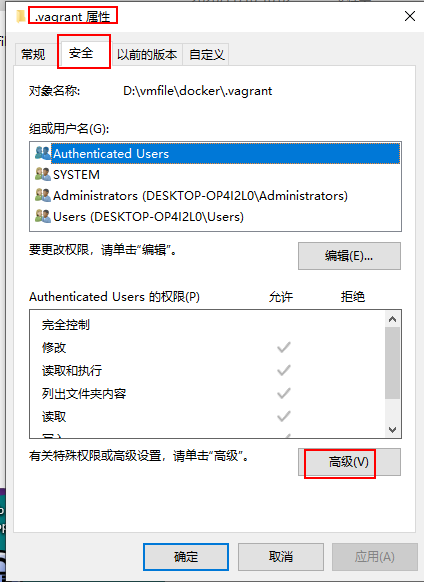 .vagrant 属性
常规
安全
以前的版本
自定义
对象名称: D:\vmfile\docker\.vagrant
组或用户名(G):
Authenticated Users
SYSTEM
Administrators (DESKTOP-OP4I2L0\Administrators)
Users (DESKTOP-OP4I2L0\Users)
要更改权限，请单击"编辑"。
编辑(E)...
Authenticated Users 的权限(P) 允许 拒绝
完全控制
修改
读取和执行
列出文件夹内容
读取
有关特殊权限或高级设置，请单击"高级"。
高级(V)
确定
取消
应用(A)